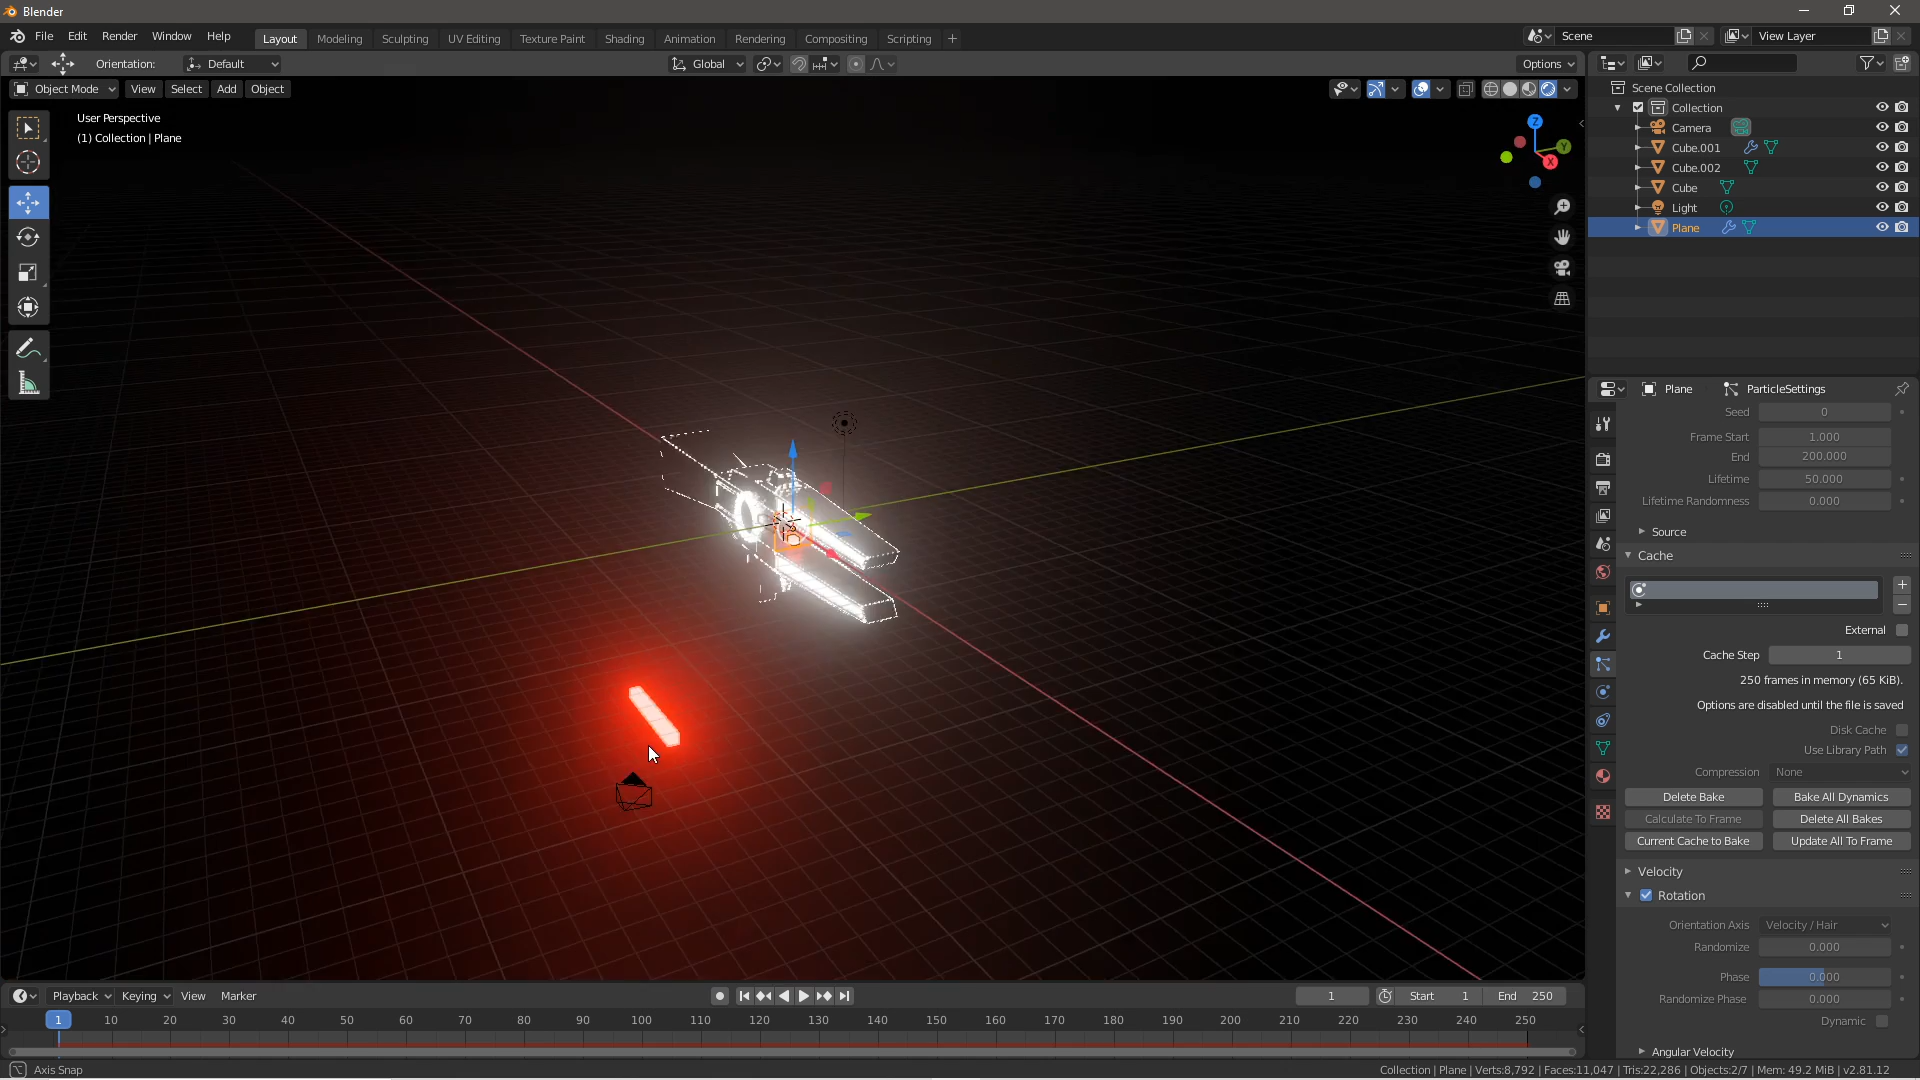 Blender
File Edit Render Window Help
Layout Modeling Sculpting UV Editing Texture Paint Shading Animation Rendering Compositing Scripting +
Scene
View Layer
Orientation: Default
Global
Options
Object Mode View Select Add Object
User Perspective
(1) Collection | Plane
Z
Y
X
Scene Collection
Collection
Camera
Cube.001
Cube.002
Cube
Light
Plane
Plane ParticleSettings
Seed 0
Frame Start 1.000
End 200.000
Lifetime 50.000
Lifetime Randomness 0.000
Source
Cache
External
Cache Step 1
250 frames in memory (65 KiB).
Options are disabled until the file is saved
Disk Cache
Use Library Path
Compression None
Delete Bake Bake All Dynamics
Calculate To Frame Delete All Bakes
Current Cache to Bake Update All To Frame
Velocity
Rotation
Orientation Axis Velocity / Hair
Randomize 0.000
Phase 0.000
Randomize Phase 0.000
Dynamic
Angular Velocity
Playback Keying View Marker
1 Start 1 End 250
1 10 20 30 40 50 60 70 80 90 100 110 120 130 140 150 160 170 180 190 200 210 220 230 240 250
Axis Snap
Collection | Plane | Verts:8,792 | Faces:11,047 | Tris:22,286 | Objects:2/7 | Mem: 49.2 MiB | v2.81.12